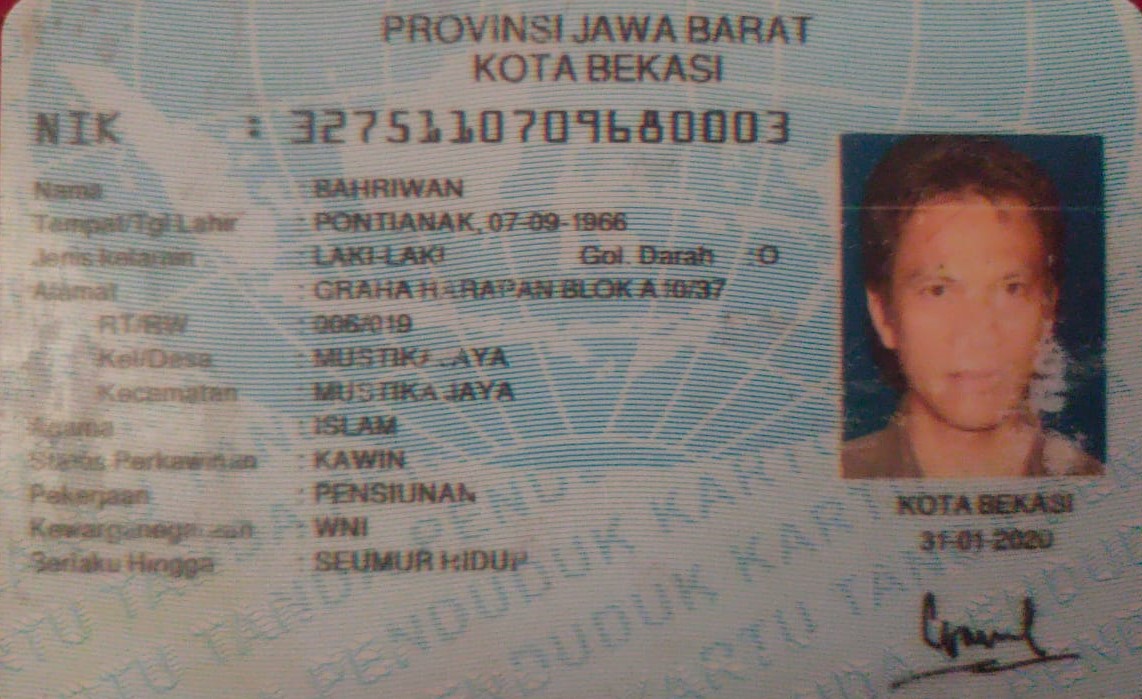 PROVINSI JAWA BARAT
KOTA BEKASI
NIK : 3275110709680003
Nama : BAHRIWAN
Tempat/Tgl Lahir : PONTIANAK, 07-09-1966
Jenis kelamin : LAKI-LAKI Gol. Darah : O
Alamat : GRAHA HARAPAN BLOK A 10/37
RT/RW : 006/019
Kel/Desa : MUSTIKA JAYA
Kecamatan : MUSTIKA JAYA
Agama : ISLAM
Status Perkawinan : KAWIN
Pekerjaan : PENSIUNAN
Kewarganegaraan : WNI
Berlaku Hingga : SEUMUR HIDUP
KOTA BEKASI
31-01-2020